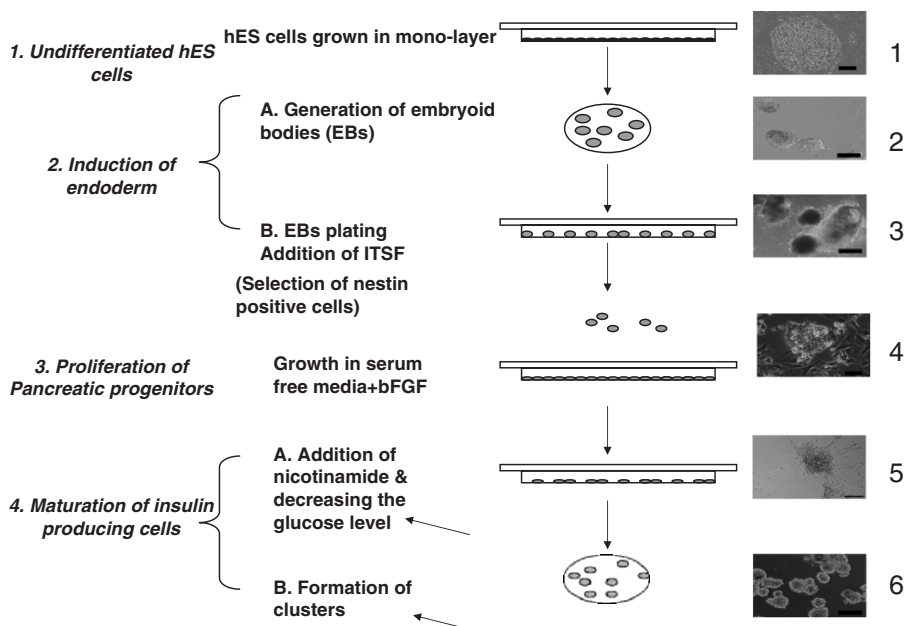 hES cells grown in mono-layer
1. Undifferentiated hES
cells
1
A. Generation of embryoid
bodies (EBs)
2
2. Induction of
endoderm
B. EBs plating
Addition of ITSF
3
(Selection of nestin
positive cells)
4
3. Proliferation of
Pancreatic progenitors
Growth in serum
free media+bFGF
A. Addition of
nicotinamide &
decreasing the
glucose level
5
4. Maturation of insulin
producing cells
B. Formation of
clusters
6